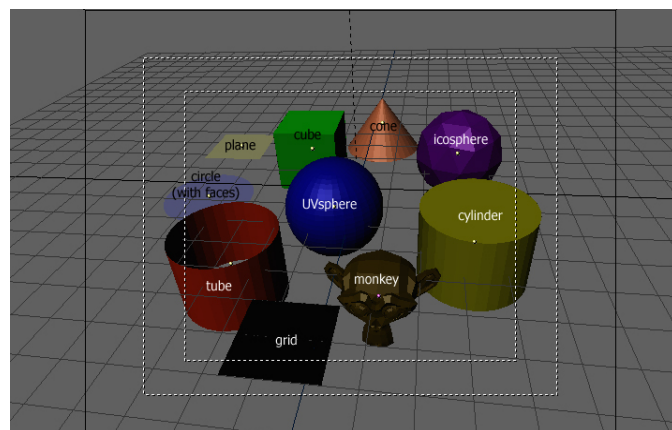 plane
cube
cone
icosphere
circle
(with faces)
UVsphere
cylinder
tube
monkey
grid